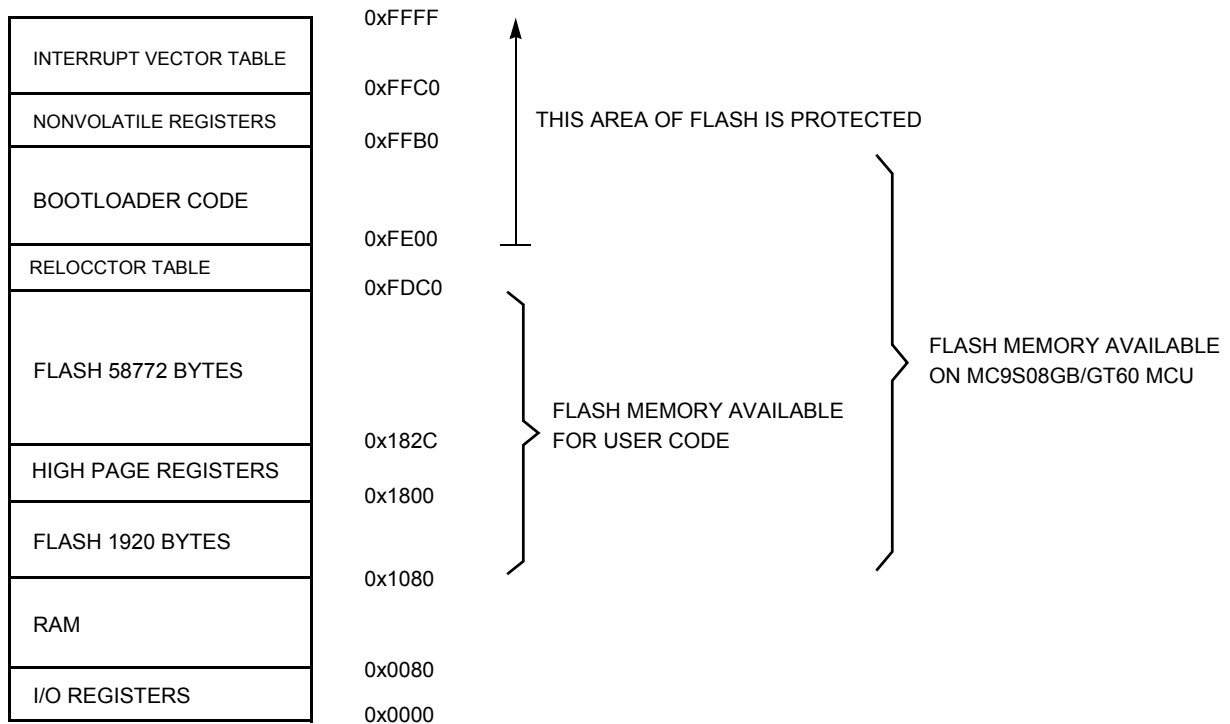 0xFFFF
INTERRUPT VECTOR TABLE
0xFFC0
NONVOLATILE REGISTERS
THIS AREA OF FLASH IS PROTECTED
0xFFB0
BOOTLOADER CODE
0xFE00
RELOCCTOR TABLE
0xFDC0
FLASH 58772 BYTES
FLASH MEMORY AVAILABLE
ON MC9S08GB/GT60 MCU
FLASH MEMORY AVAILABLE
FOR USER CODE
0x182C
HIGH PAGE REGISTERS
0x1800
FLASH 1920 BYTES
0x1080
RAM
0x0080
I/O REGISTERS
0x0000